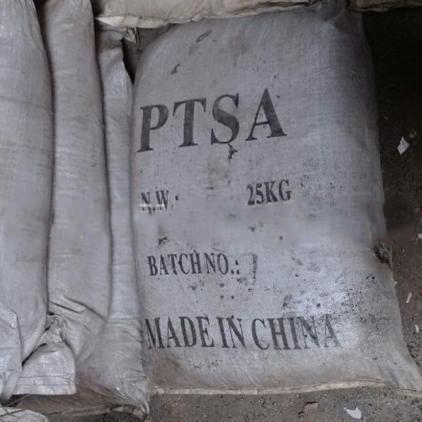 PTSA
N.W. 25KG
BATCH NO.:
MADE IN CHINA